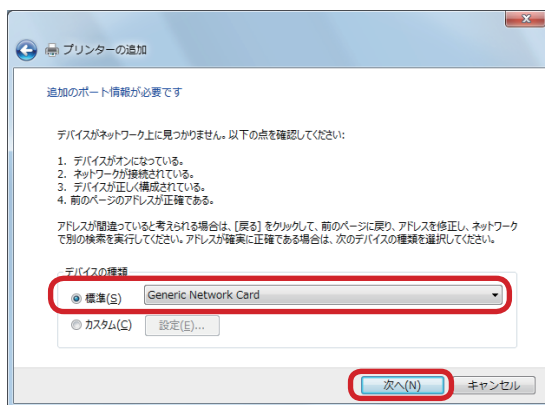 プリンターの追加
追加のポート情報が必要です
デバイスがネットワーク上に見つかりません。以下の点を確認してください:
1. デバイスがオンになっている。
2. ネットワークが接続されている。
3. デバイスが正しく構成されている。
4. 前のページのアドレスが正確である。
アドレスが間違っていると考えられる場合は、[戻る] をクリックして、前のページに戻り、アドレスを修正し、ネットワーク
で別の検索を実行してください。アドレスが確実に正確である場合は、次のデバイスの種類を選択してください。
デバイスの種類
標準(S) Generic Network Card
カスタム(C) 設定(E)...
次へ(N) キャンセル